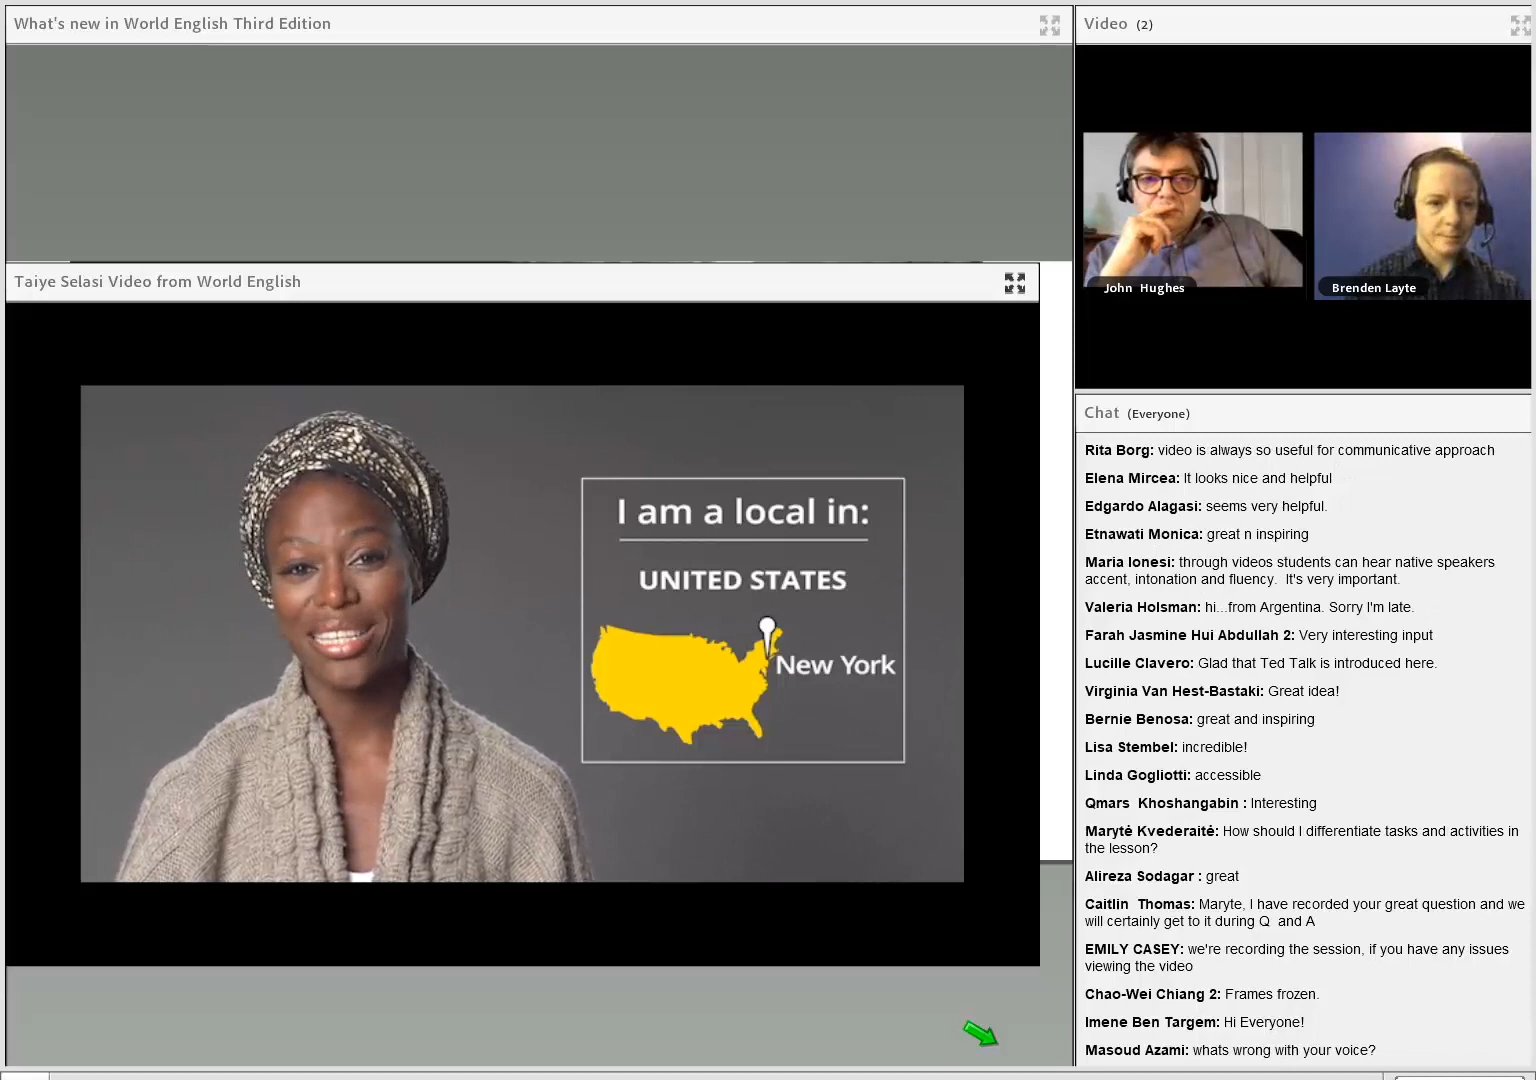 What's new in World English Third Edition
Taiye Selasi Video from World English
I am a local in:
UNITED STATES
New York
Video (2)
John Hughes
Brenden Layte
Chat (Everyone)
Rita Borg: video is always so useful for communicative approach
Elena Mircea: It looks nice and helpful
Edgardo Alagasi: seems very helpful.
Etnawati Monica: great n inspiring
Maria Ionesi: through videos students can hear native speakers
accent, intonation and fluency. It's very important.
Valeria Holsman: hi...from Argentina. Sorry I'm late.
Farah Jasmine Hui Abdullah 2: Very interesting input
Lucille Clavero: Glad that Ted Talk is introduced here.
Virginia Van Hest-Bastaki: Great idea!
Bernie Benosa: great and inspiring
Lisa Stembel: incredible!
Linda Gogliotti: accessible
Qmars Khoshangabin : Interesting
Marytė Kvederaitė: How should I differentiate tasks and activities in
the lesson?
Alireza Sodagar : great
Caitlin Thomas: Maryte, I have recorded your great question and we
will certainly get to it during Q and A
EMILY CASEY: we're recording the session, if you have any issues
viewing the video
Chao-Wei Chiang 2: Frames frozen.
Imene Ben Targem: Hi Everyone!
Masoud Azami: whats wrong with your voice?